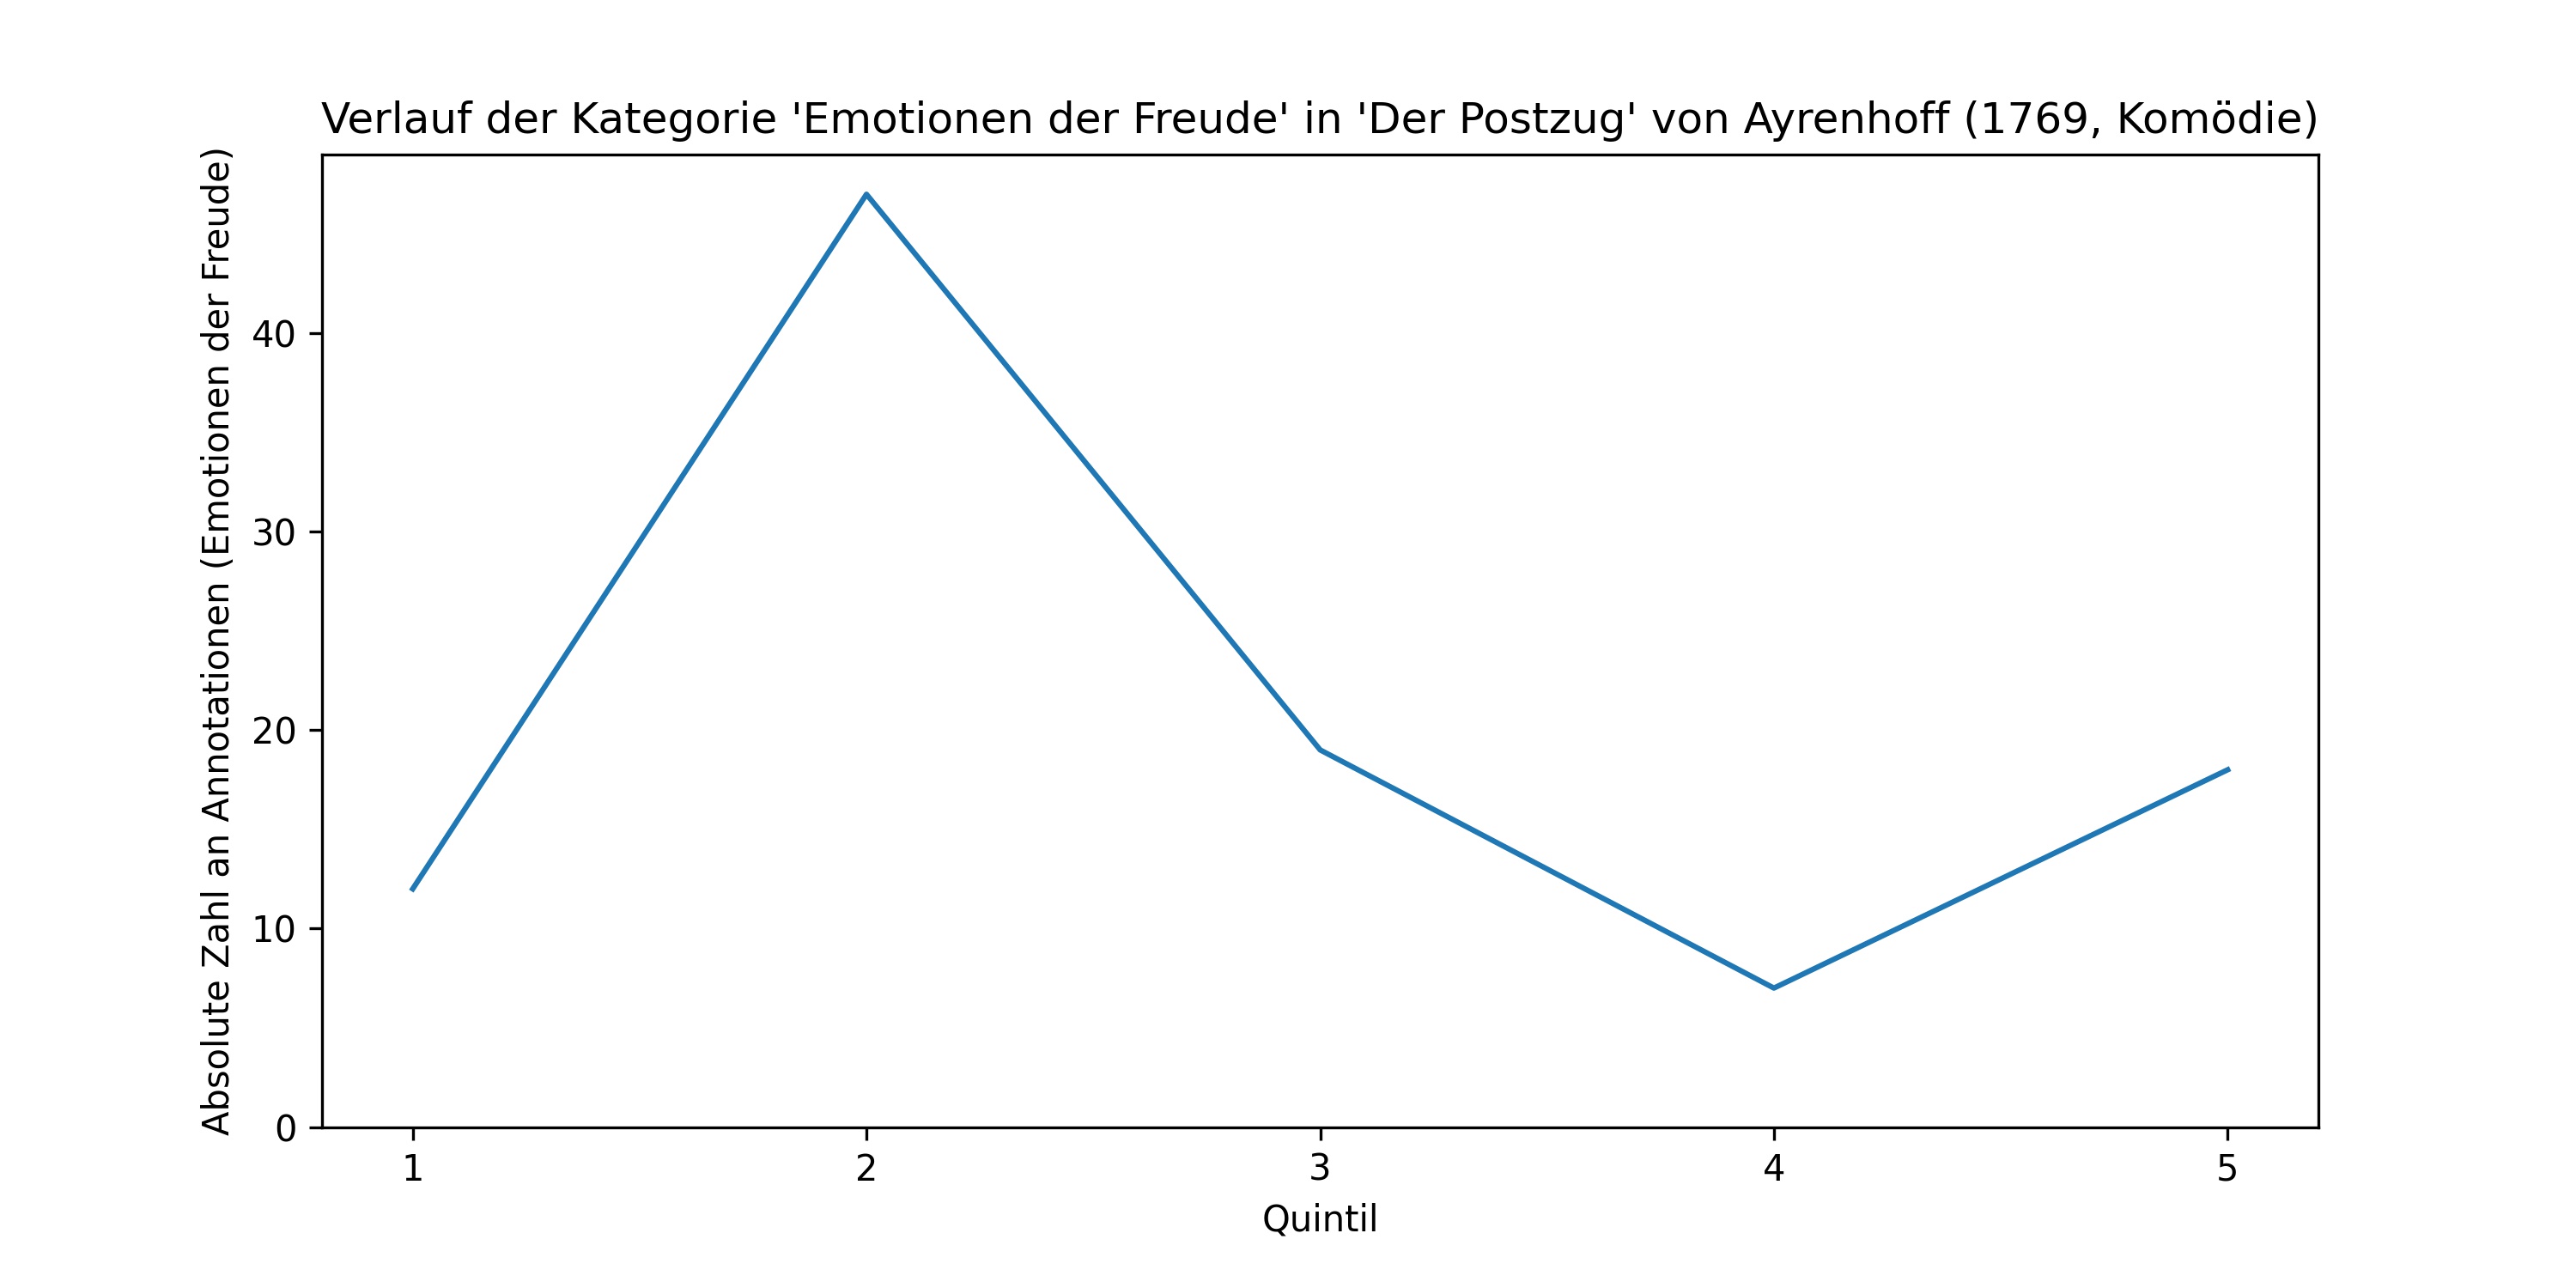 Verlauf der Kategorie 'Emotionen der Freude' in 'Der Postzug' von Ayrenhoff (1769, Komödie)
Absolute Zahl an Annotationen (Emotionen der Freude)
40
30
20
10
0
1 2 3 4 5
Quintil